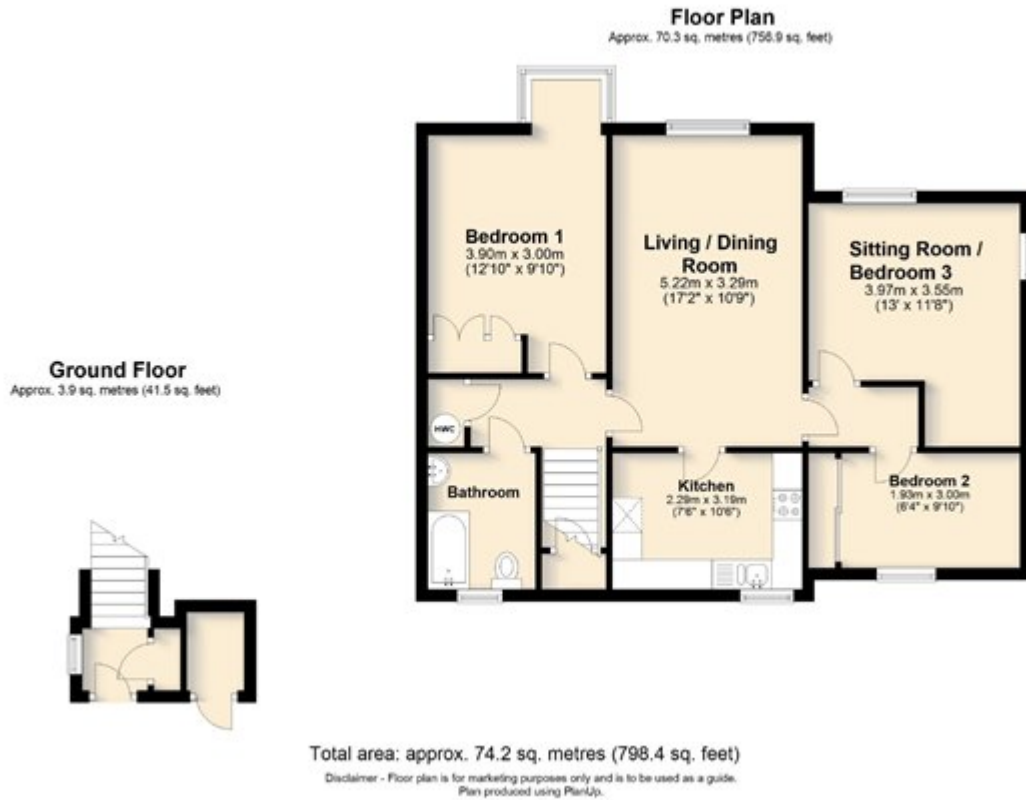 Floor Plan
Approx. 70.3 sq. metres (756.9 sq. feet)
Bedroom 1
3.90m x 3.00m
(12'10" x 9'10")
Living / Dining
Room
5.22m x 3.29m
(17'2" x 10'9")
Sitting Room /
Bedroom 3
3.97m x 3.55m
(13' x 11'8")
Ground Floor
Approx. 3.9 sq. metres (41.5 sq. feet)
HWC
Bathroom
Kitchen
2.29m x 3.19m
(7'6" x 10'6")
Bedroom 2
1.93m x 3.00m
(6'4" x 9'10")
Total area: approx. 74.2 sq. metres (798.4 sq. feet)
Disclaimer - Floor plan is for marketing purposes only and is to be used as a guide.
Plan produced using PlanUp.